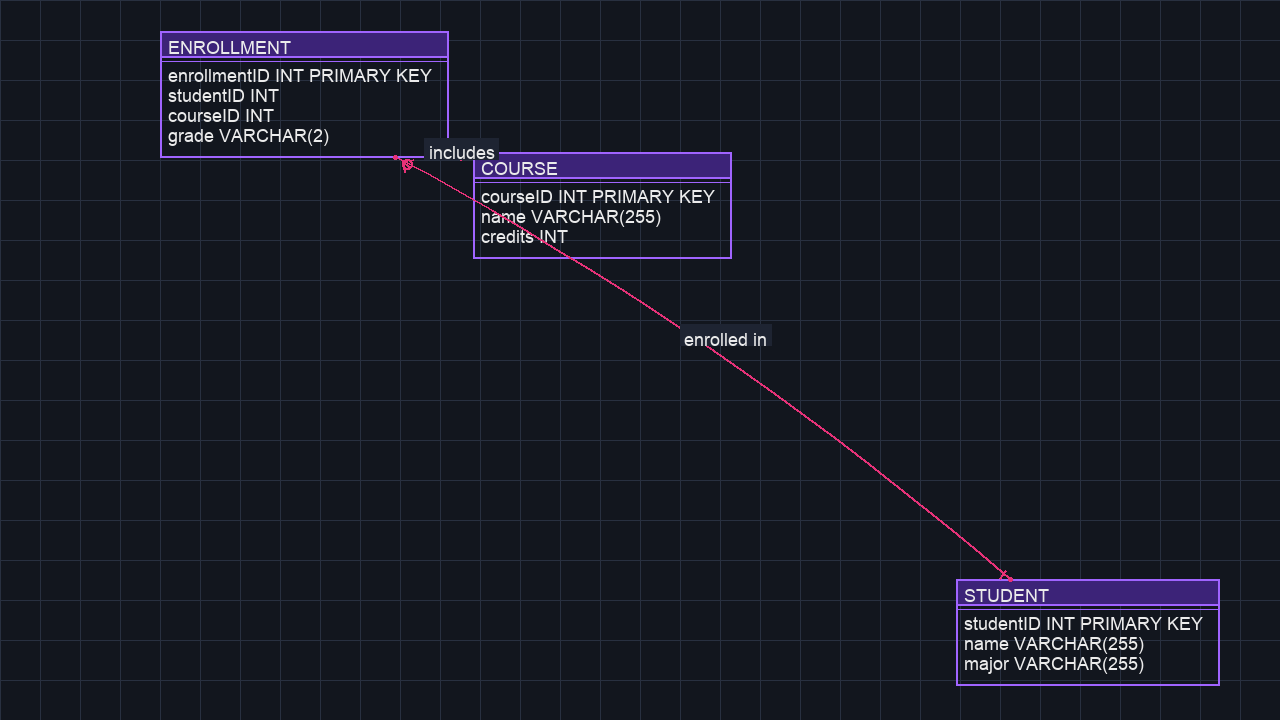 ENROLLMENT
enrollmentID INT PRIMARY KEY
studentID INT
courseID INT
grade VARCHAR(2)
includes
COURSE
courseID INT PRIMARY KEY
name VARCHAR(255)
credits INT
enrolled in
STUDENT
studentID INT PRIMARY KEY
name VARCHAR(255)
major VARCHAR(255)